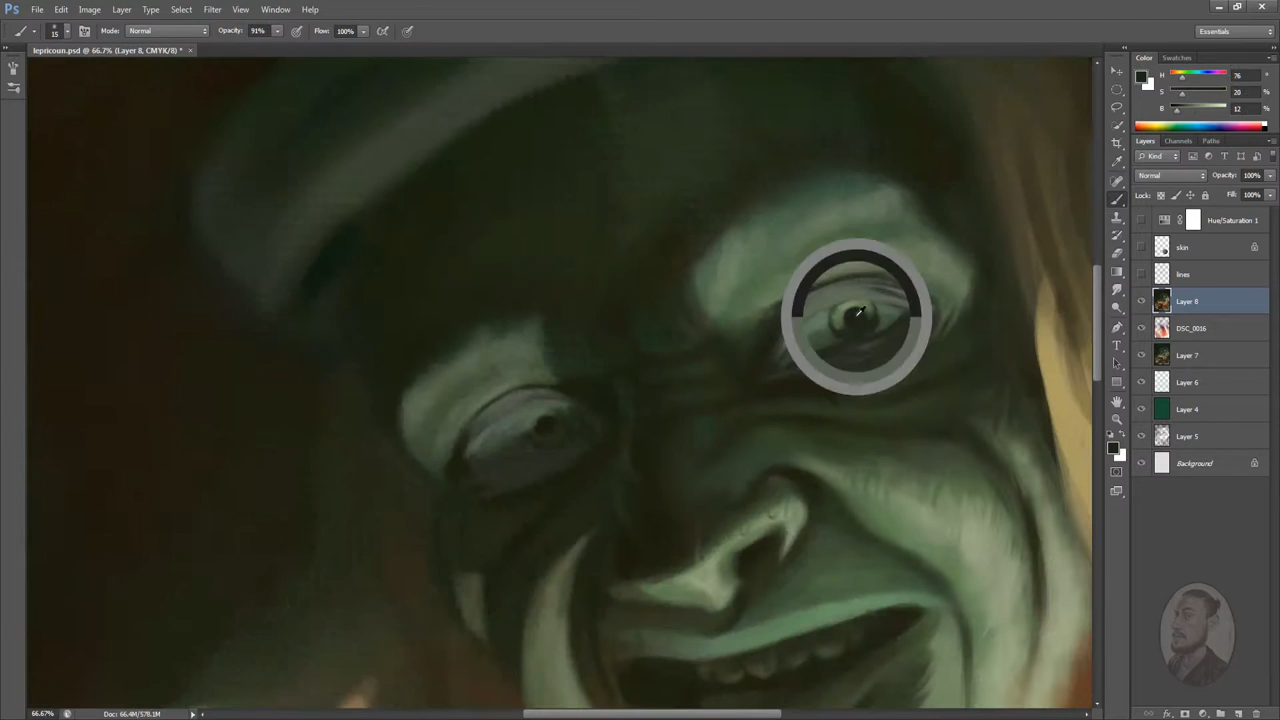 Ps File Edit Image Layer Type Select Filter View Window Help
15 Mode: Normal Opacity: 91% Flow: 100% Essentials
lepricoun.psd @ 66.7% (Layer 8, CMYK/8) * ×
Color Swatches
H 76 °
S 20 %
B 12 %
Layers Channels Paths
Kind
Normal Opacity: 100%
Lock: Fill: 100%
Hue/Saturation 1
skin
lines
Layer 8
DSC_0016
Layer 7
Layer 6
Layer 4
Layer 5
Background
66.67% Doc: 66.4M/578.1M